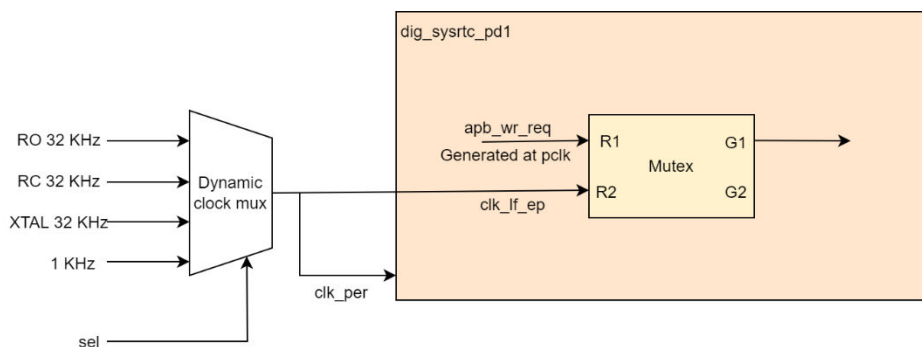 dig_sysrtc_pd1
RO 32 KHz
RC 32 KHz
XTAL 32 KHz
1 KHz
sel
Dynamic
clock mux
clk_per
apb_wr_req
Generated at pclk
clk_lf_ep
R1
R2
Mutex
G1
G2